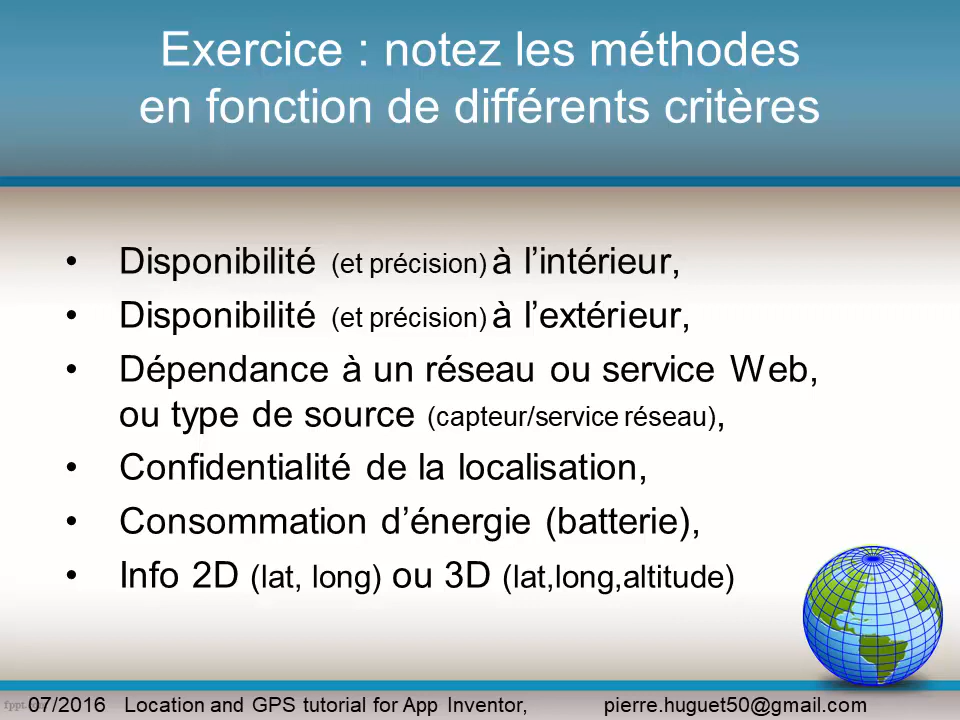 Exercice : notez les méthodes
en fonction de différents critères
• Disponibilité (et précision) à l’intérieur,
• Disponibilité (et précision) à l’extérieur,
• Dépendance à un réseau ou service Web,
ou type de source (capteur/service réseau),
• Confidentialité de la localisation,
• Consommation d’énergie (batterie),
• Info 2D (lat, long) ou 3D (lat,long,altitude)
07/2016 Location and GPS tutorial for App Inventor, pierre.huguet50@gmail.com